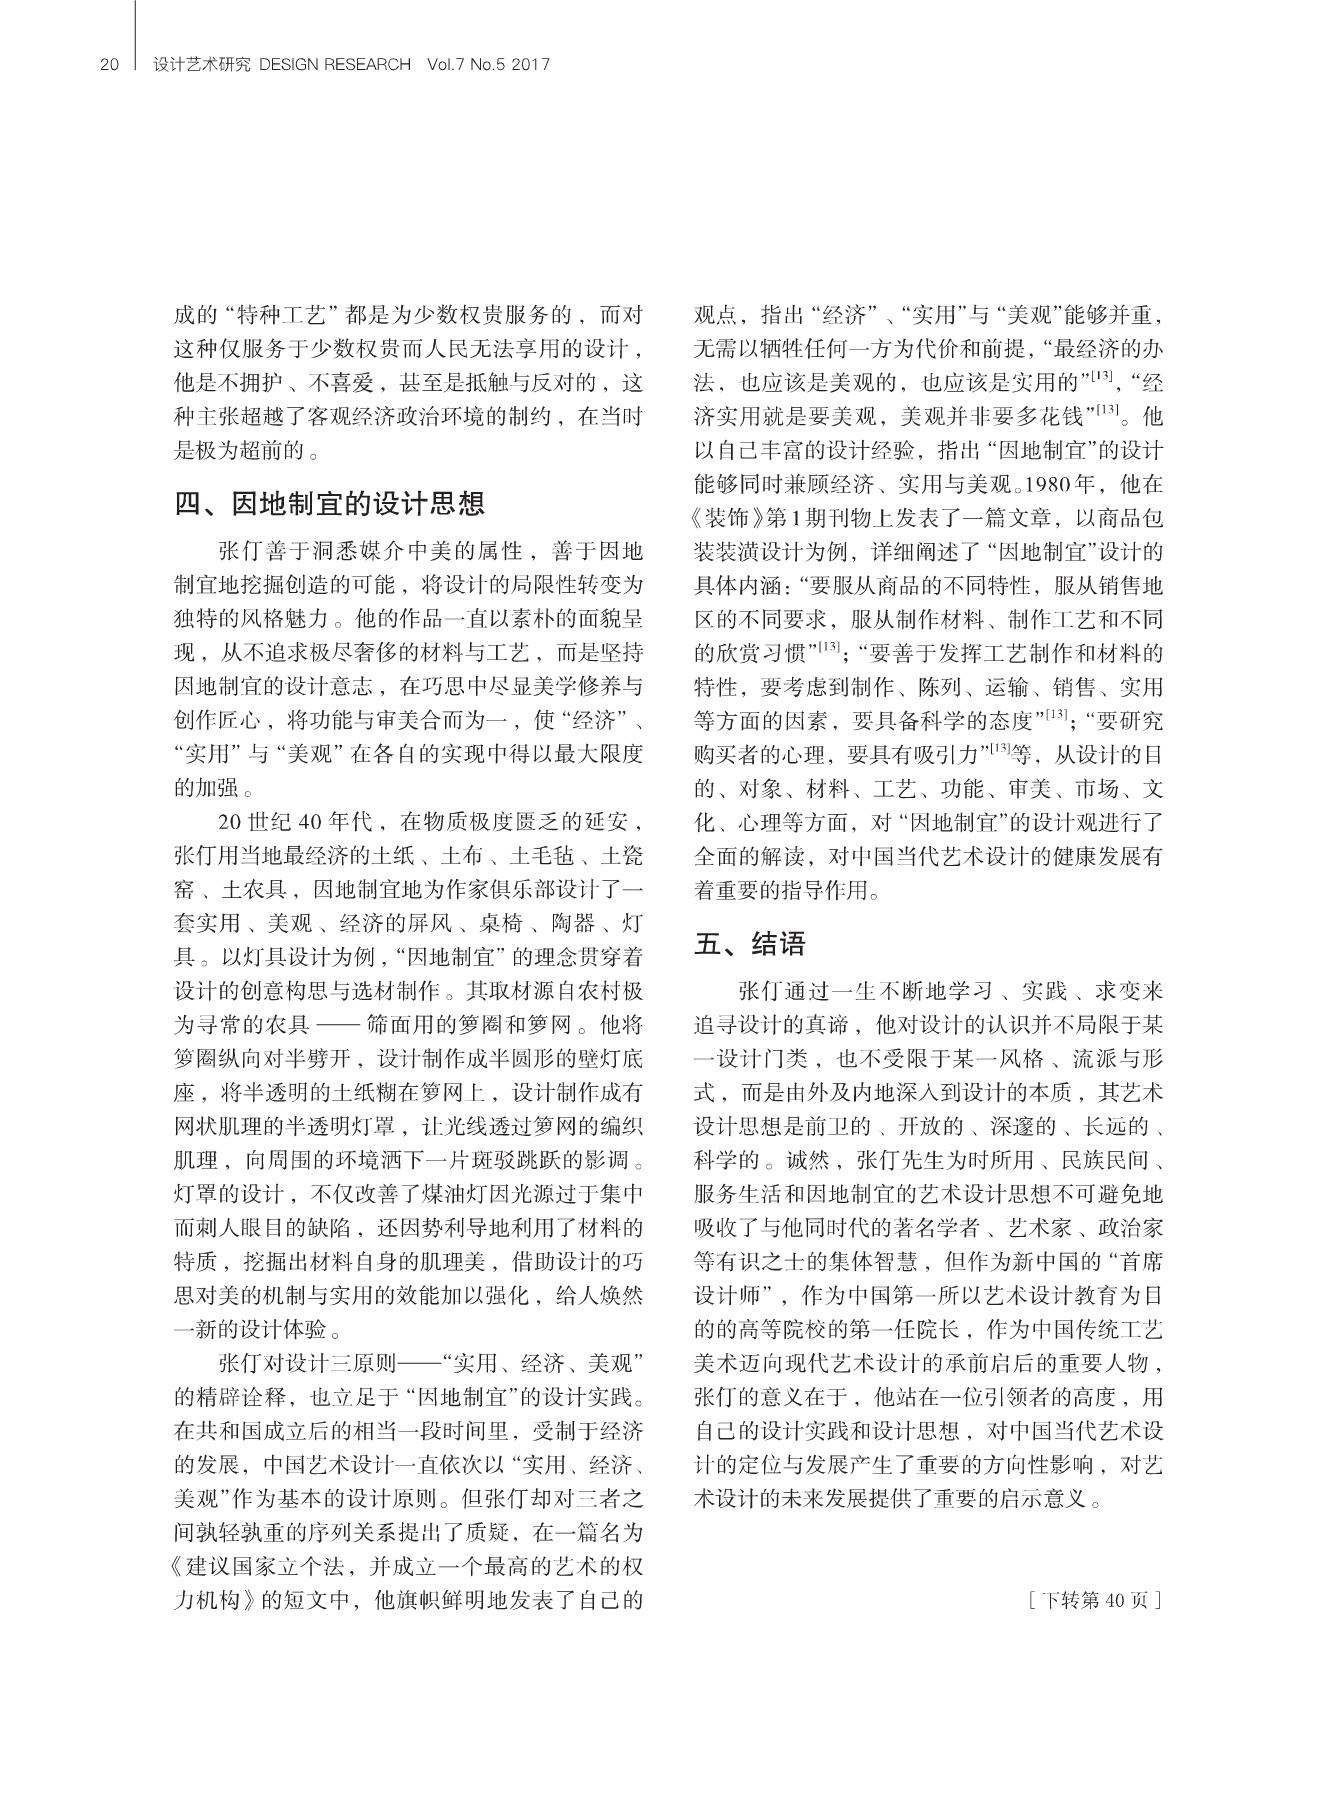 20 设计艺术研究 DESIGN RESEARCH Vol.7 No.5 2017
成的“特种工艺”都是为少数权贵服务的，而对
这种仅服务于少数权贵而人民无法享用的设计，
他是不拥护、不喜爱，甚至是抵触与反对的，这
种主张超越了客观经济政治环境的制约，在当时
是极为超前的。
四、因地制宜的设计思想
张仃善于洞悉媒介中美的属性，善于因地
制宜地挖掘创造的可能，将设计的局限性转变为
独特的风格魅力。他的作品一直以素朴的面貌呈
现，从不追求极尽奢侈的材料与工艺，而是坚持
因地制宜的设计意志，在巧思中尽显美学修养与
创作匠心，将功能与审美合而为一，使“经济”、
“实用”与“美观”在各自的实现中得以最大限度
的加强。
20 世纪 40 年代，在物质极度匮乏的延安，
张仃用当地最经济的土纸、土布、土毛毡、土瓷
窑、土农具，因地制宜地为作家俱乐部设计了一
套实用、美观、经济的屏风、桌椅、陶器、灯
具。以灯具设计为例，“因地制宜”的理念贯穿着
设计的创意构思与选材制作。其取材源自农村极
为寻常的农具——筛面用的箩圈和箩网。他将
箩圈纵向对半劈开，设计制作成半圆形的壁灯底
座，将半透明的土纸糊在箩网上，设计制作成有
网状肌理的半透明灯罩，让光线透过箩网的编织
肌理，向周围的环境洒下一片斑驳跳跃的影调。
灯罩的设计，不仅改善了煤油灯因光源过于集中
而刺人眼目的缺陷，还因势利导地利用了材料的
特质，挖掘出材料自身的肌理美，借助设计的巧
思对美的机制与实用的效能加以强化，给人焕然
一新的设计体验。
张仃对设计三原则——“实用、经济、美观”
的精辟诠释，也立足于“因地制宜”的设计实践。
在共和国成立后的相当一段时间里，受制于经济
的发展，中国艺术设计一直依次以“实用、经济、
美观”作为基本的设计原则。但张仃却对三者之
间孰轻孰重的序列关系提出了质疑，在一篇名为
《建议国家立个法，并成立一个最高的艺术的权
力机构》的短文中，他旗帜鲜明地发表了自己的
观点，指出“经济”、“实用”与“美观”能够并重，
无需以牺牲任何一方为代价和前提，“最经济的办
法，也应该是美观的，也应该是实用的”[13]，“经
济实用就是要美观，美观并非要多花钱”[13]。他
以自己丰富的设计经验，指出“因地制宜”的设计
能够同时兼顾经济、实用与美观。1980年，他在
《装饰》第1期刊物上发表了一篇文章，以商品包
装装潢设计为例，详细阐述了“因地制宜”设计的
具体内涵：“要服从商品的不同特性，服从销售地
区的不同要求，服从制作材料、制作工艺和不同
的欣赏习惯”[13]；“要善于发挥工艺制作和材料的
特性，要考虑到制作、陈列、运输、销售、实用
等方面的因素，要具备科学的态度”[13]；“要研究
购买者的心理，要具有吸引力”[13]等，从设计的目
的、对象、材料、工艺、功能、审美、市场、文
化、心理等方面，对“因地制宜”的设计观进行了
全面的解读，对中国当代艺术设计的健康发展有
着重要的指导作用。
五、结语
张仃通过一生不断地学习、实践、求变来
追寻设计的真谛，他对设计的认识并不局限于某
一设计门类，也不受限于某一风格、流派与形
式，而是由外及内地深入到设计的本质，其艺术
设计思想是前卫的、开放的、深邃的、长远的、
科学的。诚然，张仃先生为时所用、民族民间、
服务生活和因地制宜的艺术设计思想不可避免地
吸收了与他同时代的著名学者、艺术家、政治家
等有识之士的集体智慧，但作为新中国的“首席
设计师”，作为中国第一所以艺术设计教育为目
的的高等院校的第一任院长，作为中国传统工艺
美术迈向现代艺术设计的承前启后的重要人物，
张仃的意义在于，他站在一位引领者的高度，用
自己的设计实践和设计思想，对中国当代艺术设
计的定位与发展产生了重要的方向性影响，对艺
术设计的未来发展提供了重要的启示意义。
［下转第 40 页］